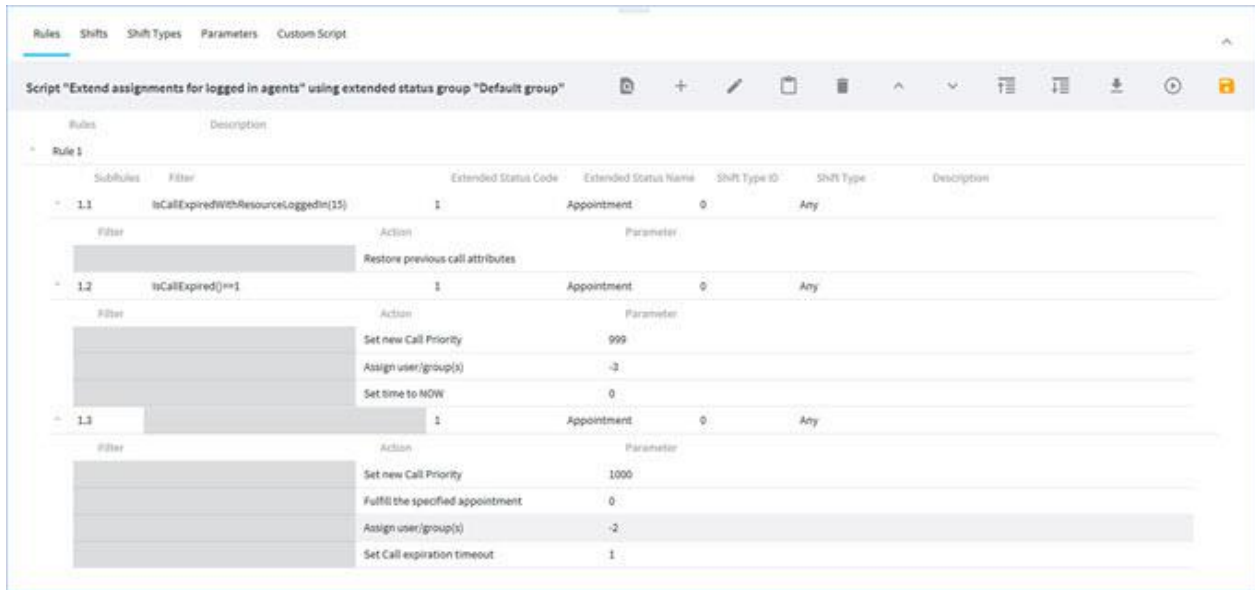 Rules Shifts Shift Types Parameters Custom Script
Script "Extend assignments for logged in agents" using extended status group "Default group"
Rules Description
Rule 1
SubRules Filter Extended Status Code Extended Status Name Shift Type ID Shift Type Description
1.1 IsCallExpiredWithResourceLoggedIn(15) 1 Appointment 0 Any
Filter Action Parameter
Restore previous call attributes
1.2 IsCallExpired()==1 1 Appointment 0 Any
Filter Action Parameter
Set new Call Priority 999
Assign user/group(s) -3
Set time to NOW 0
1.3 1 Appointment 0 Any
Filter Action Parameter
Set new Call Priority 1000
Fulfill the specified appointment 0
Assign user/group(s) -2
Set Call expiration timeout 1